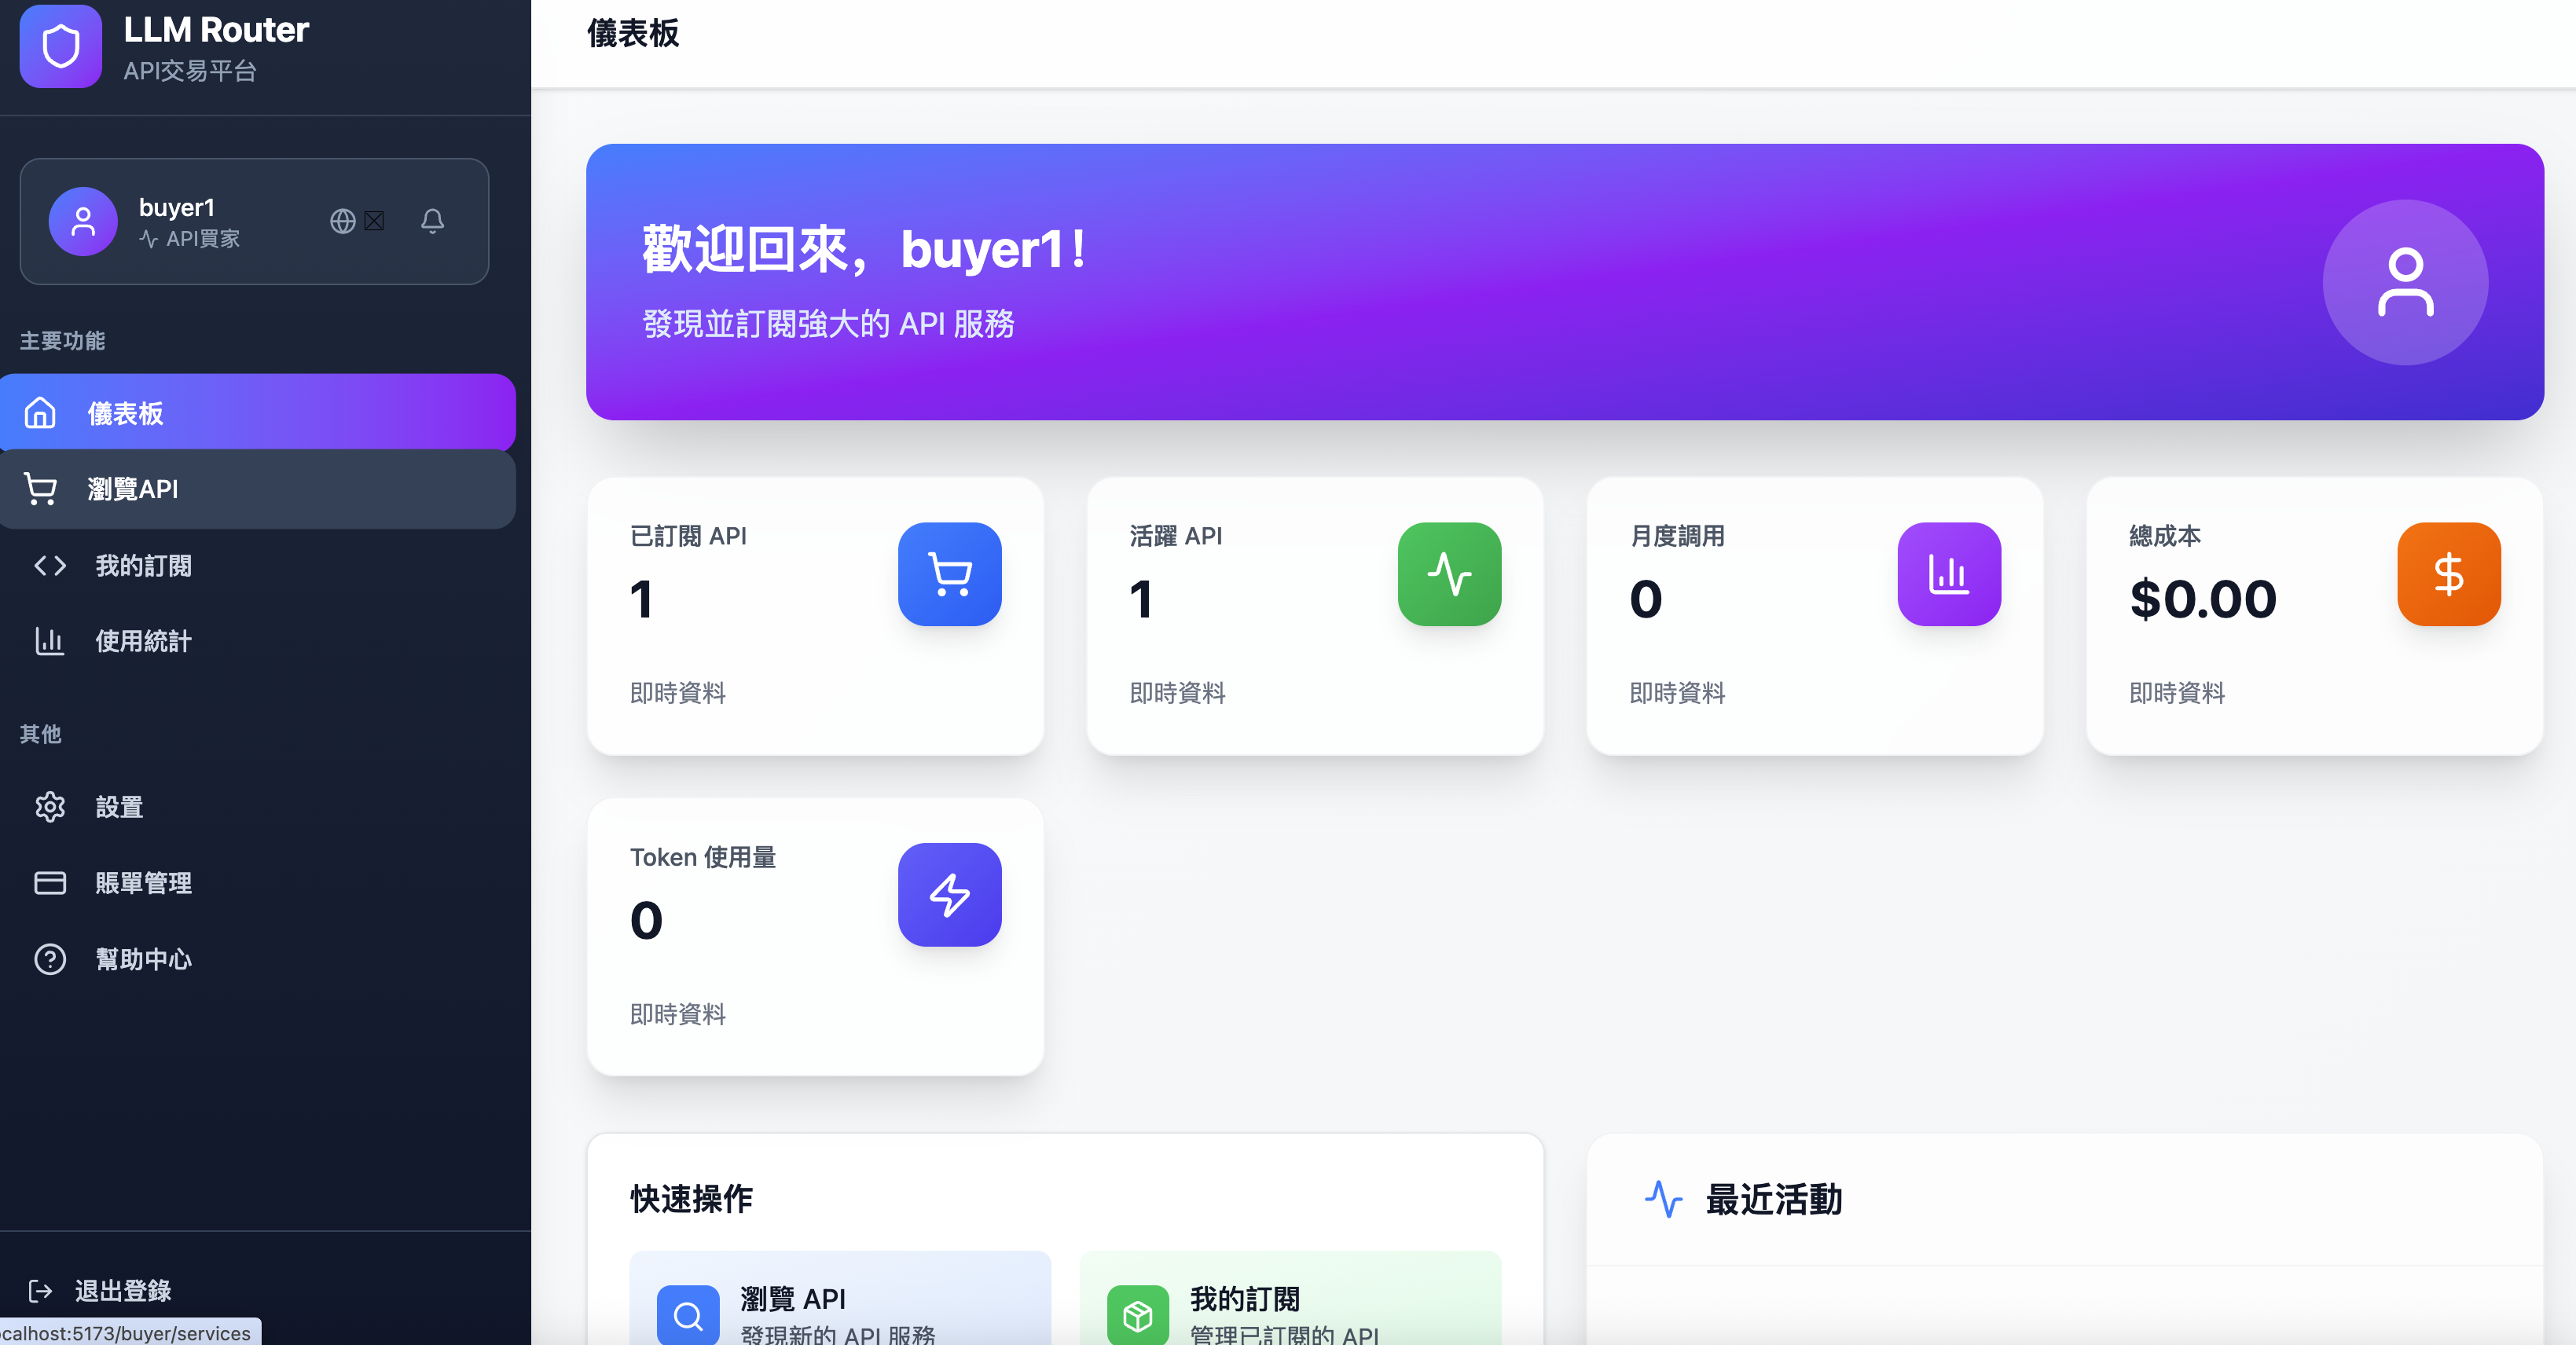 LLM Router
API交易平台
buyer1
API買家
主要功能
儀表板
瀏覽API
我的訂閱
使用統計
其他
設置
賬單管理
幫助中心
退出登錄
ocalhost:5173/buyer/services
儀表板
歡迎回來，buyer1！
發現並訂閱強大的 API 服務
已訂閱 API
1
即時資料
活躍 API
1
即時資料
月度調用
0
即時資料
總成本
$0.00
即時資料
Token 使用量
0
即時資料
快速操作
瀏覽 API
發現新的 API 服務
我的訂閱
管理已訂閱的 API
最近活動